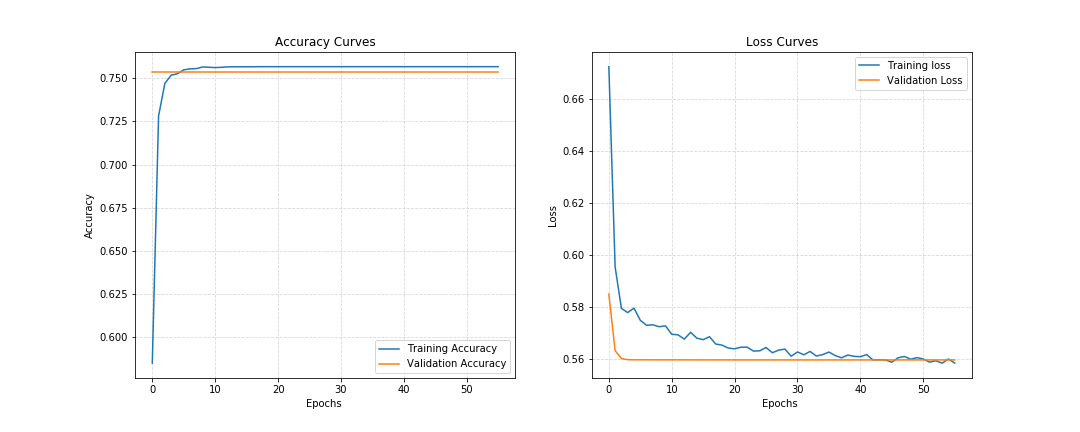 Accuracy Curves
0.750
0.725
0.700
0.675
0.650
0.625
0.600
Accuracy
0 10 20 30 40 50
Epochs
Training Accuracy
Validation Accuracy
Loss Curves
0.66
0.64
0.62
0.60
0.58
0.56
Loss
0 10 20 30 40 50
Epochs
Training loss
Validation Loss